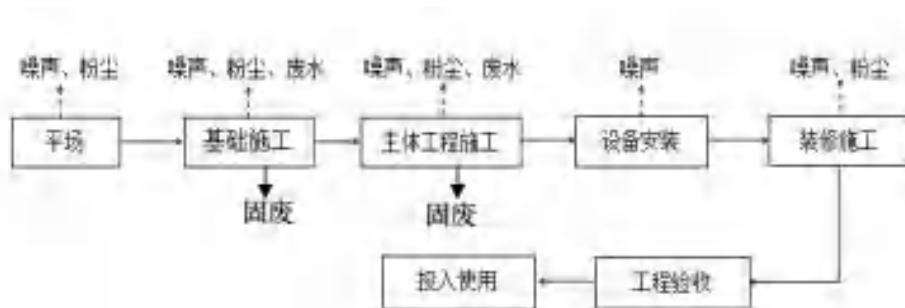 噪声、粉尘 噪声、粉尘、废水 噪声、粉尘、废水 噪声 噪声、粉尘
平场 基础施工 主体工程施工 设备安装 装修施工
固废 固废
投入使用 工程验收